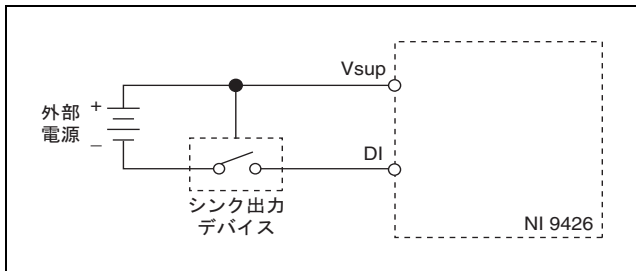 Vsup
外部
電源
+
–
DI
シンク出力
デバイス
NI 9426